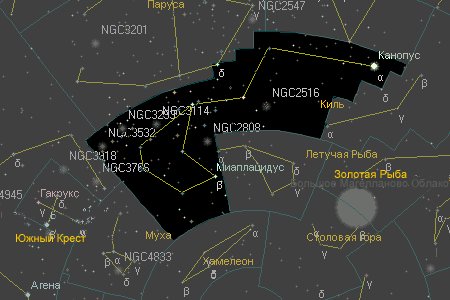 NGC2547
Паруса
γ
NGC3201
γ
Канопус
δ
α
β
NGC2516
Киль
α
NGC3293
NGC3114
δ
NGC3532
NGC2808
β
Летучая Рыба
NGC3918
δ
NGC3766
Миаплацидус
Золотая Рыба
Большое Магелланово Облако
4945
Гакрукс
β
δ
γ
α
δ
Южный Крест
Муха
α
Столовая Гора
γ
β
α
NGC4833
Хамелеон
γ
β
Агена
δ
β